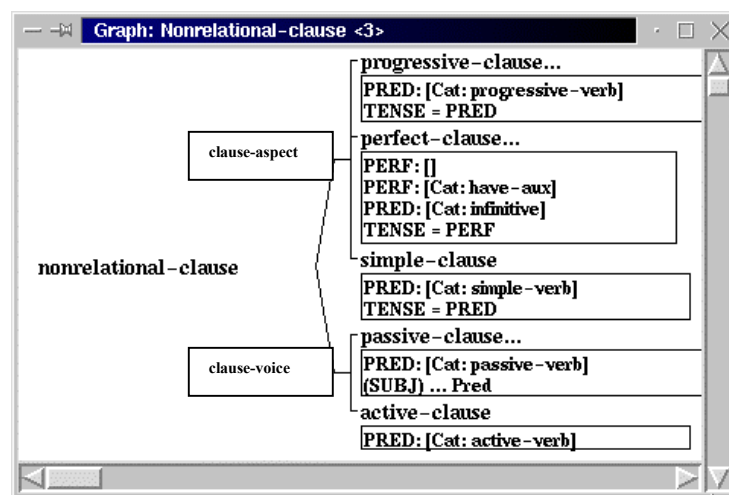 Graph: Nonrelational-clause <3>
progressive-clause...
PRED: [Cat: progressive-verb]
TENSE = PRED
clause-aspect
perfect-clause...
PERF: []
PERF: [Cat: have-aux]
PRED: [Cat: infinitive]
TENSE = PERF
nonrelational-clause
simple-clause
PRED: [Cat: simple-verb]
TENSE = PRED
clause-voice
passive-clause...
PRED: [Cat: passive-verb]
(SUBJ) ... Pred
active-clause
PRED: [Cat: active-verb]